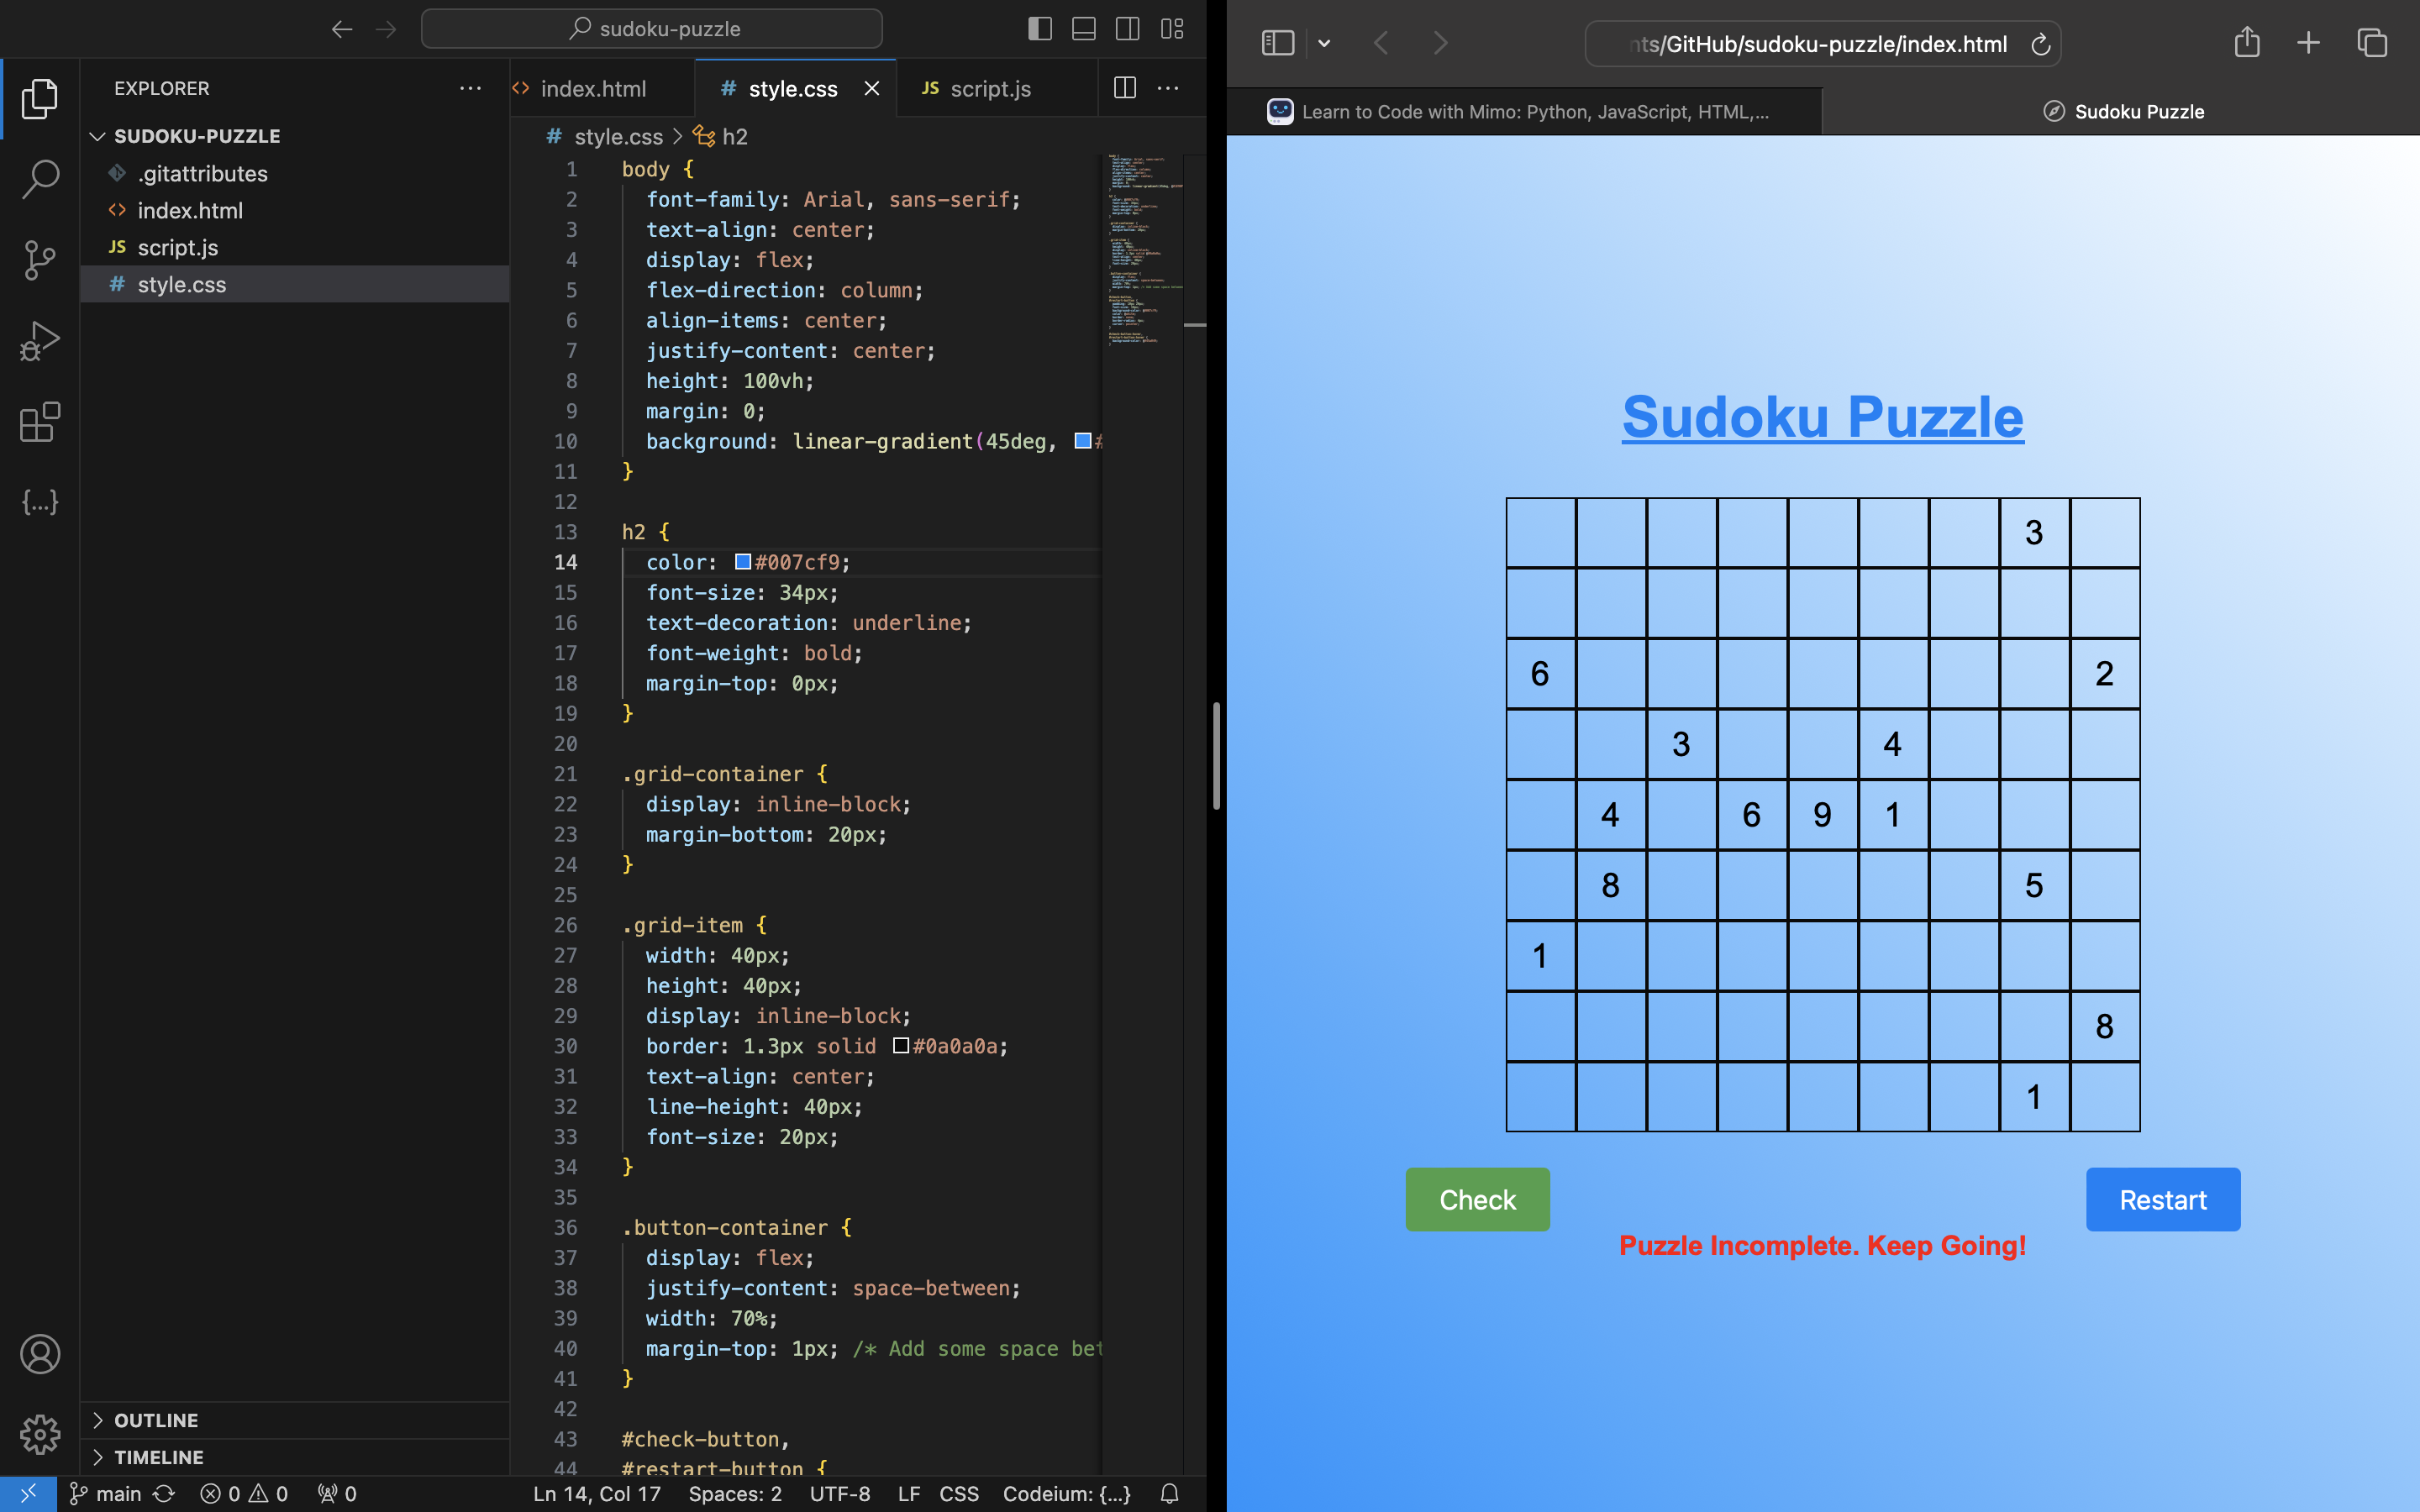 sudoku-puzzle
EXPLORER
SUDOKU-PUZZLE
.gitattributes
<> index.html
JS script.js
# style.css
OUTLINE
TIMELINE
<> index.html
# style.css
JS script.js
# style.css > h2
1 body {
2 font-family: Arial, sans-serif;
3 text-align: center;
4 display: flex;
5 flex-direction: column;
6 align-items: center;
7 justify-content: center;
8 height: 100vh;
9 margin: 0;
10 background: linear-gradient(45deg, #
11 }
12
13 h2 {
14 color: #007cf9;
15 font-size: 34px;
16 text-decoration: underline;
17 font-weight: bold;
18 margin-top: 0px;
19 }
20
21 .grid-container {
22 display: inline-block;
23 margin-bottom: 20px;
24 }
25
26 .grid-item {
27 width: 40px;
28 height: 40px;
29 display: inline-block;
30 border: 1.3px solid #0a0a0a;
31 text-align: center;
32 line-height: 40px;
33 font-size: 20px;
34 }
35
36 .button-container {
37 display: flex;
38 justify-content: space-between;
39 width: 70%;
40 margin-top: 1px; /* Add some space bet
41 }
42
43 #check-button,
44 #restart-button {
main 0 0 0 Ln 14, Col 17 Spaces: 2 UTF-8 LF CSS Codeium: {...}
nts/GitHub/sudoku-puzzle/index.html
Learn to Code with Mimo: Python, JavaScript, HTML,...
Sudoku Puzzle
Sudoku Puzzle
3
6 2
3 4
4 6 9 1
8 5
1
8
1
Check
Restart
Puzzle Incomplete. Keep Going!